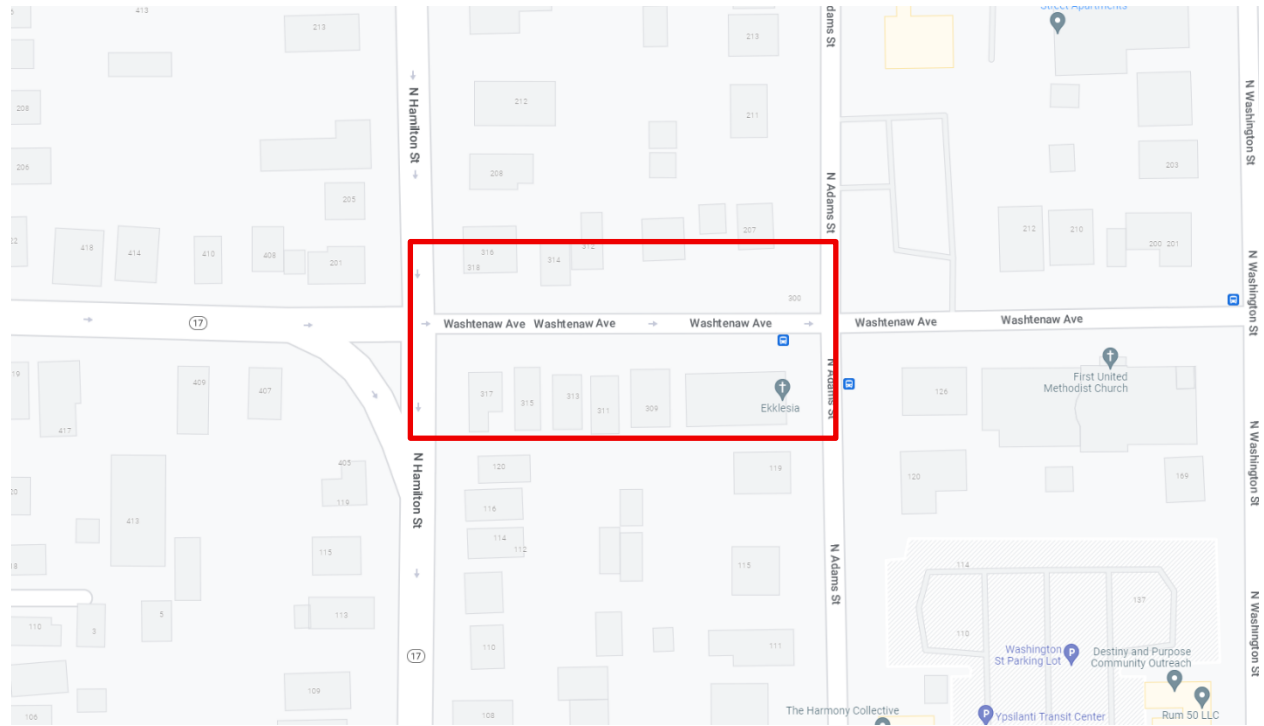 413
Street Apartments
213
213
N Adams St
208
212
211
N Hamilton St
N Washington St
206
208
203
205
N Adams St
207
212
210
200 201
416
414
410
408
201
316
318
314
312
300
N Washington St
17
Washtenaw Ave
Washtenaw Ave
Washtenaw Ave
Washtenaw Ave
Washtenaw Ave
409
407
417
317
315
313
311
309
Ekklesia
N Adams St
126
First United
Methodist Church
N Washington St
405
118
413
N Hamilton St
120
116
114
112
119
120
169
115
115
N Adams St
114
137
110
N Washington St
110
3
5
113
17
110
111
Washington
St Parking Lot
Destiny and Purpose
Community Outreach
109
106
108
The Harmony Collective
Ypsilanti Transit Center
Rum 50 LLC